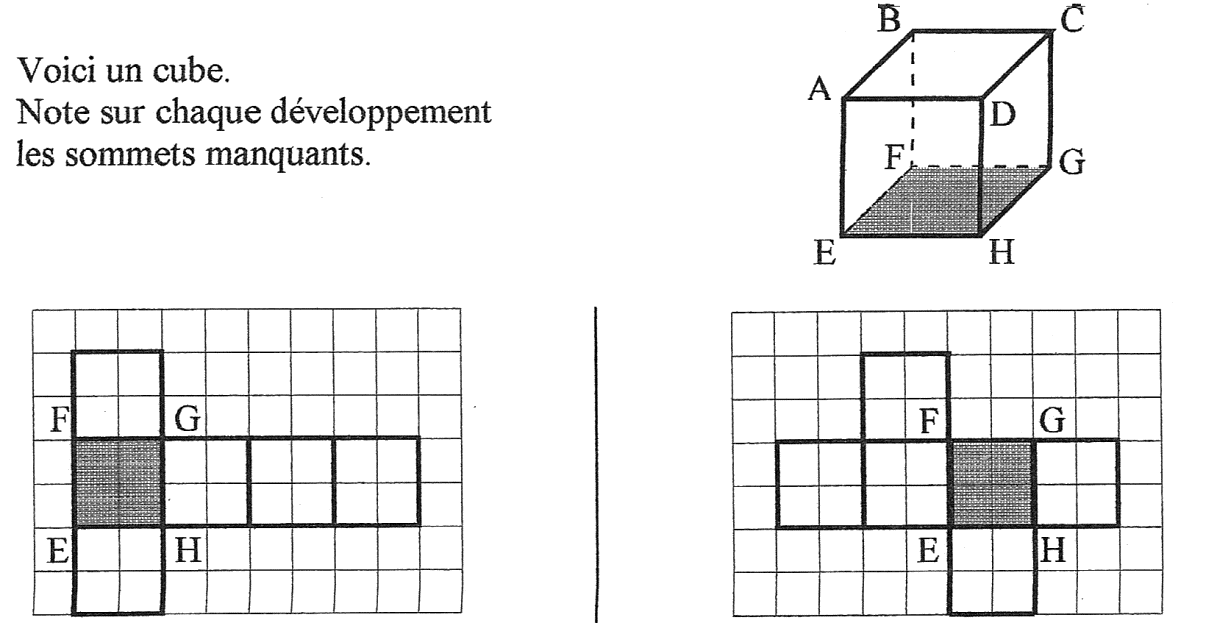 Voici un cube.
Note sur chaque développement
les sommets manquants.
B C
A D
F G
E H
F G
E H
F G
E H